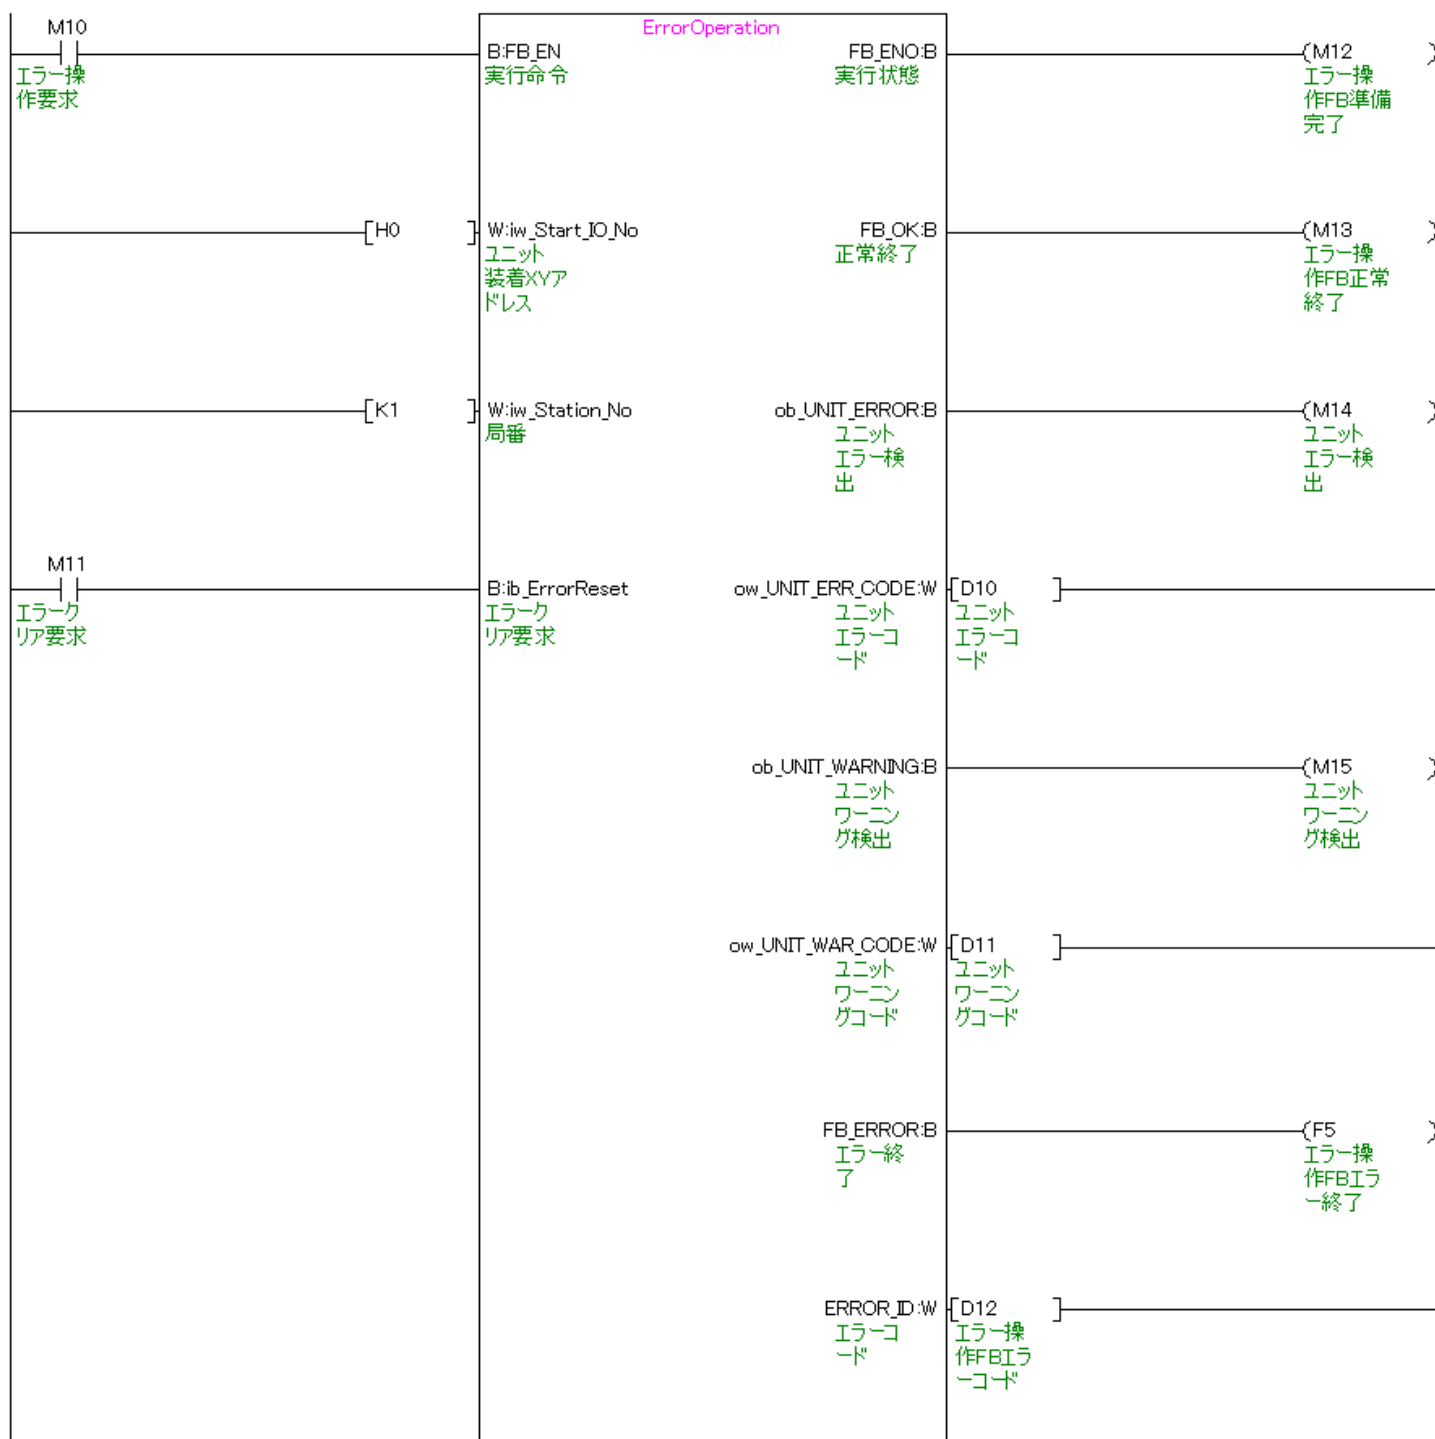 M10
ErrorOperation
B:FB_EN
FB_ENO:B
(M12 )
エラー操
作要求
実行命令
実行状態
エラー操
作FB準備
完了
[H0 ]
W:iw_Start_IO_No
FB_OK:B
(M13 )
ユニット
装着XYア
ドレス
正常終了
エラー操
作FB正常
終了
[K1 ]
W:iw_Station_No
ob_UNIT_ERROR:B
(M14 )
局番
ユニット
エラー検
出
ユニット
エラー検
出
M11
B:ib_ErrorReset
ow_UNIT_ERR_CODE:W
[D10 ]
エラーク
リア要求
エラーク
リア要求
ユニット
エラーコ
ード
ユニット
エラーコ
ード
ob_UNIT_WARNING:B
(M15 )
ユニット
ワーニン
グ検出
ユニット
ワーニン
グ検出
ow_UNIT_WAR_CODE:W
[D11 ]
ユニット
ワーニン
グコード
ユニット
ワーニン
グコード
FB_ERROR:B
(F5 )
エラー終
了
エラー操
作FBエラ
ー終了
ERROR_ID:W
[D12 ]
エラーコ
ード
エラー操
作FBエラ
ーコード